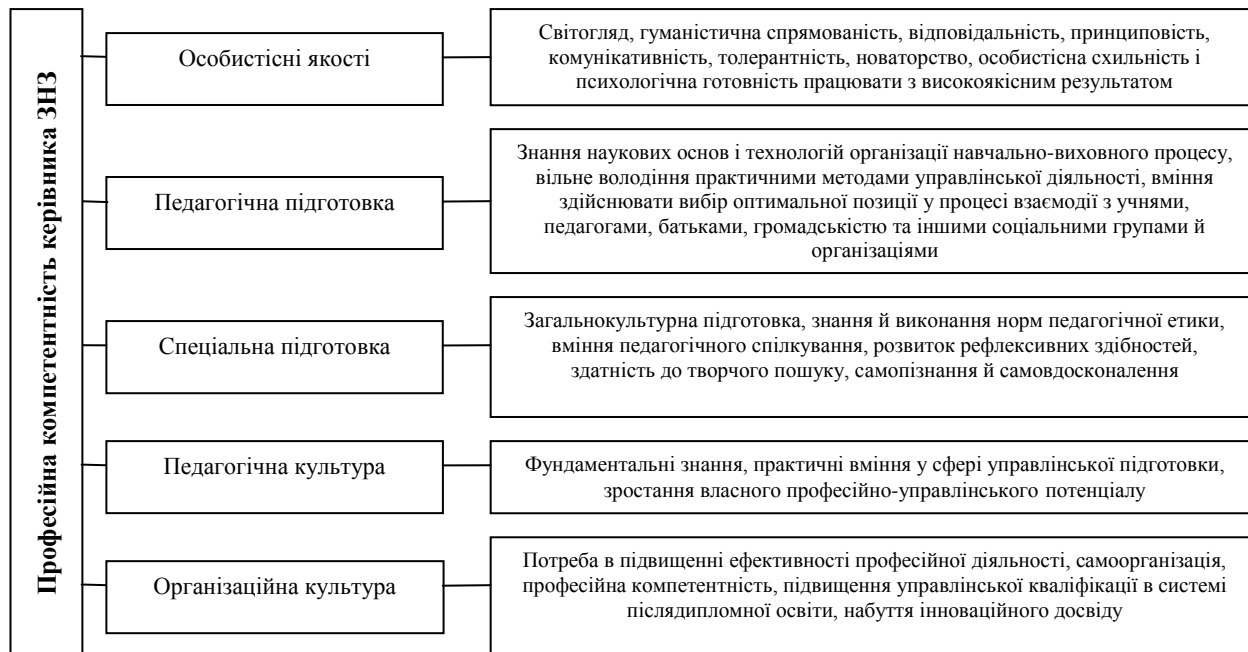 Професійна компетентність керівника ЗНЗ
Особистісні якості
Світогляд, гуманістична спрямованість, відповідальність, принциповість,
комунікативність, толерантність, новаторство, особистісна схильність і
психологічна готовність працювати з високоякісним результатом
Педагогічна підготовка
Знання наукових основ і технологій організації навчально-виховного процесу,
вільне володіння практичними методами управлінської діяльності, вміння
здійснювати вибір оптимальної позиції у процесі взаємодії з учнями,
педагогами, батьками, громадськістю та іншими соціальними групами й
організаціями
Спеціальна підготовка
Загальнокультурна підготовка, знання й виконання норм педагогічної етики,
вміння педагогічного спілкування, розвиток рефлексивних здібностей,
здатність до творчого пошуку, самопізнання й самовдосконалення
Педагогічна культура
Фундаментальні знання, практичні вміння у сфері управлінської підготовки,
зростання власного професійно-управлінського потенціалу
Організаційна культура
Потреба в підвищенні ефективності професійної діяльності, самоорганізація,
професійна компетентність, підвищення управлінської кваліфікації в системі
післядипломної освіти, набуття інноваційного досвіду